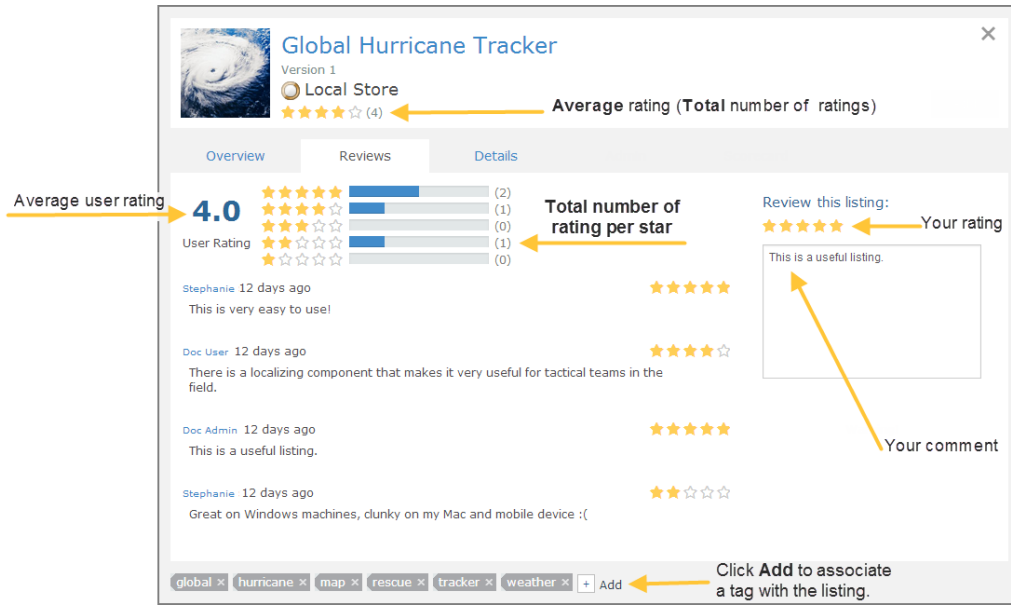 Global Hurricane Tracker
Version 1
Local Store
(4)
Average rating (Total number of ratings)
Overview
Reviews
Details
Average user rating
4.0
User Rating
(2)
(1)
(0)
(1)
(0)
Total number of
rating per star
Review this listing:
Your rating
This is a useful listing.
Your comment
Stephanie 12 days ago
This is very easy to use!
Doc User 12 days ago
There is a localizing component that makes it very useful for tactical teams in the
field.
Doc Admin 12 days ago
This is a useful listing.
Stephanie 12 days ago
Great on Windows machines, clunky on my Mac and mobile device :(
global × hurricane × map × rescue × tracker × weather × + Add
Click Add to associate
a tag with the listing.